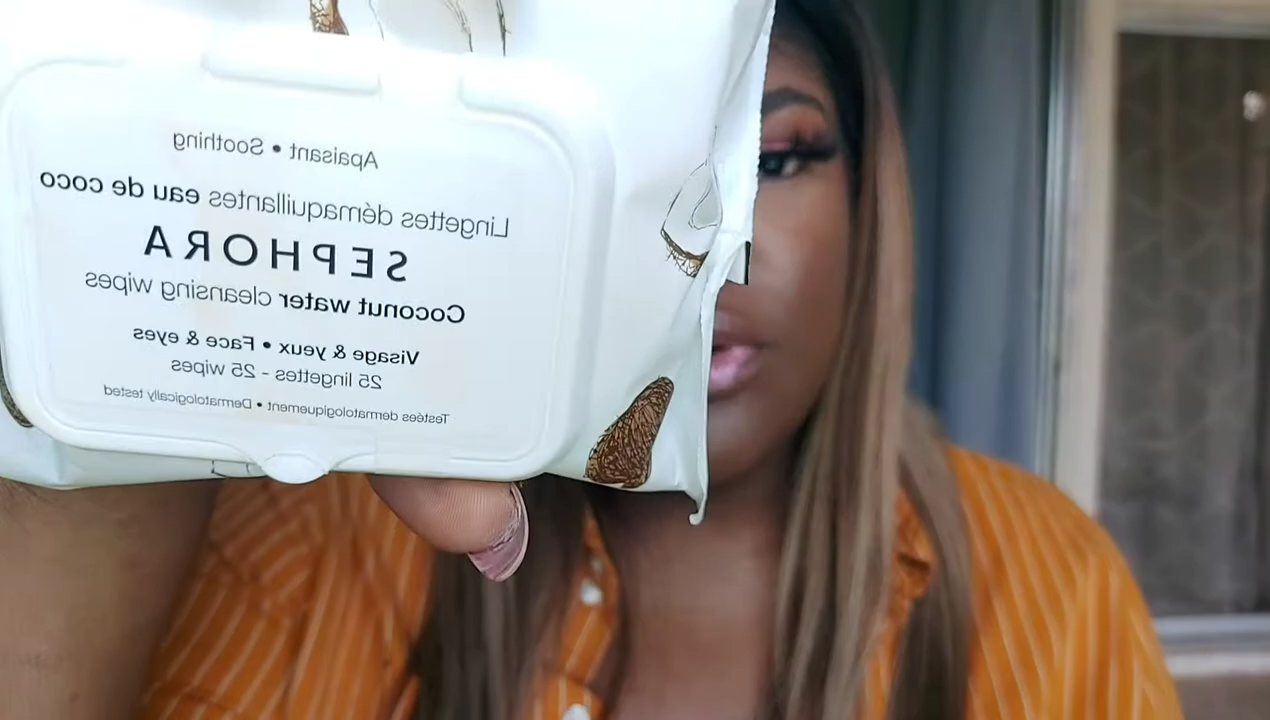 Apaisant • Soothing
Lingettes démaquillantes eau de coco
SEPHORA
Coconut water cleansing wipes
Visage & yeux • Face & eyes
25 lingettes - 25 wipes
Testées dermatologiquement • Dermatologically tested